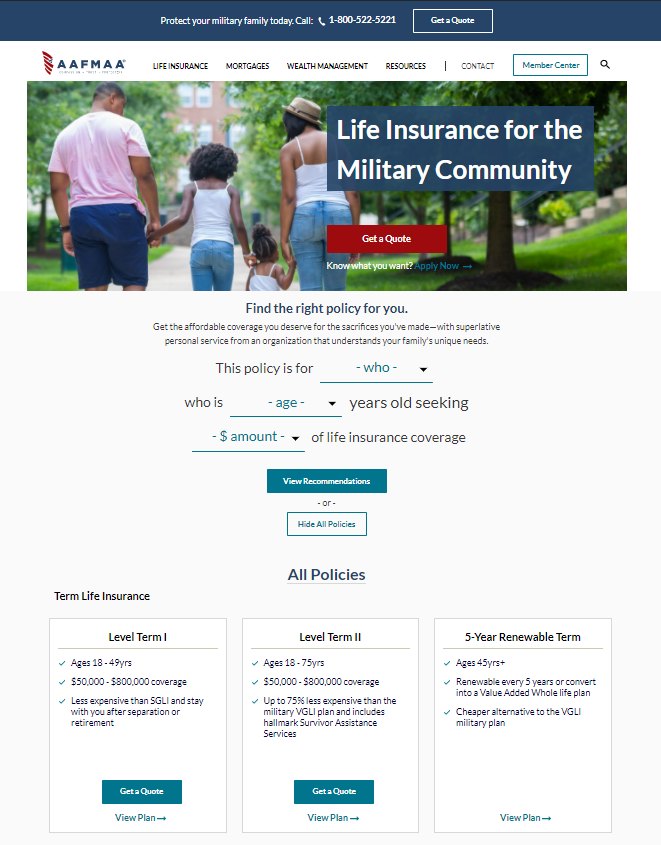 Protect your military family today. Call: 1-800-522-5221
Get a Quote
AAFMAA
LIFE INSURANCE
MORTGAGES
WEALTH MANAGEMENT
RESOURCES
CONTACT
Member Center
Life Insurance for the
Military Community
Get a Quote
Know what you want? Apply Now →
Find the right policy for you.
Get the affordable coverage you deserve for the sacrifices you've made—with superlative
personal service from an organization that understands your family's unique needs.
This policy is for - who -
who is - age - years old seeking
- $ amount - of life insurance coverage
View Recommendations
- or -
Hide All Policies
All Policies
Term Life Insurance
Level Term I
✓ Ages 18 - 49yrs
✓ $50,000 - $800,000 coverage
✓ Less expensive than SGLI and stay
with you after separation or
retirement
Get a Quote
View Plan→
Level Term II
✓ Ages 18 - 75yrs
✓ $50,000 - $800,000 coverage
✓ Up to 75% less expensive than the
military VGLI plan and includes
hallmark Survivor Assistance
Services
Get a Quote
View Plan→
5-Year Renewable Term
✓ Ages 45yrs+
✓ Renewable every 5 years or convert
into a Value Added Whole life plan
✓ Cheaper alternative to the VGLI
military plan
View Plan→